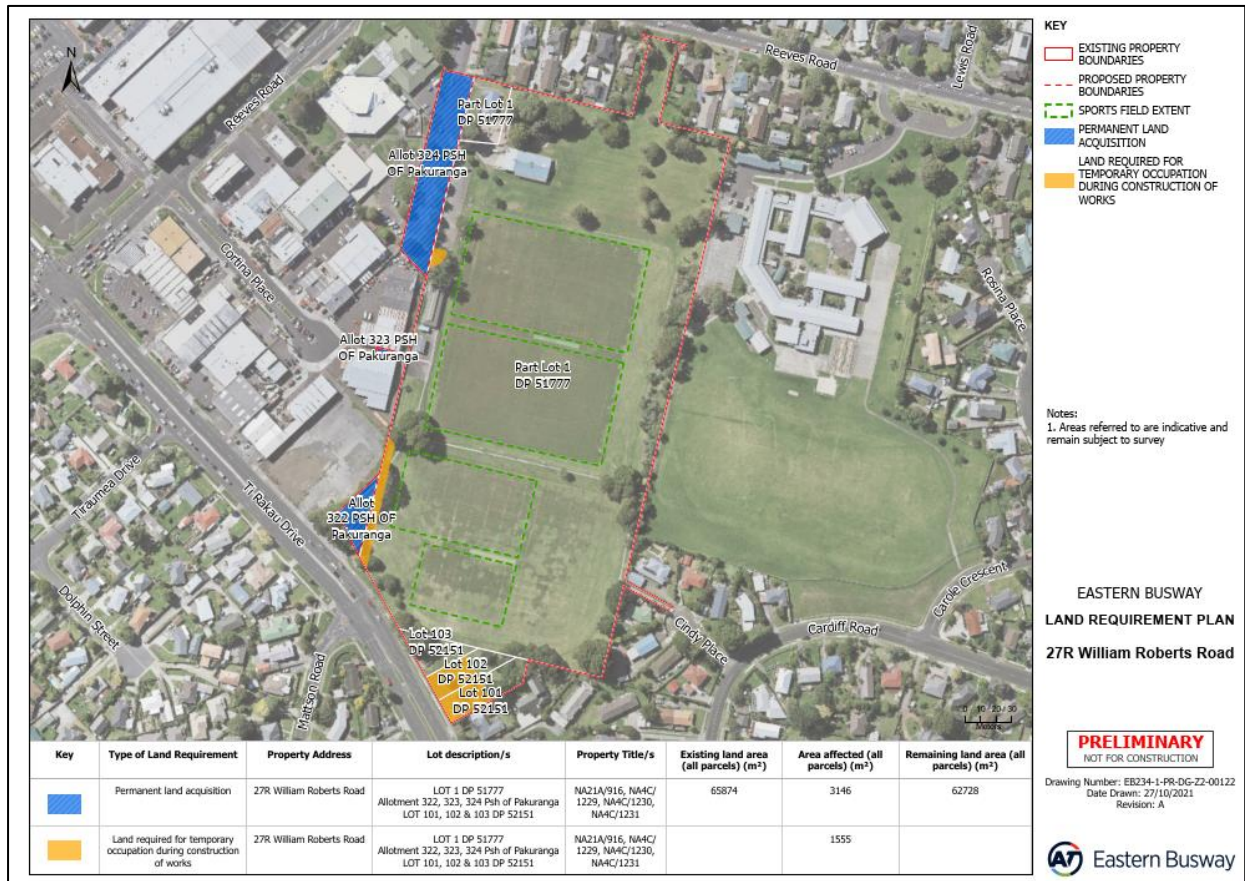 N
Reeves Road
Reeves Road
Lewis Road
Part Lot 1
DP 51777
Allot 324 PSH
OF Pakuranga
Cortina Place
Rosina Place
Allot 323 PSH
OF Pakuranga
Part Lot 1
DP 51777
Tiraumea Drive
Ti Rakau Drive
Allot
322 PSH OF
Pakuranga
Dolphin Street
Mattson Road
Lot 103
DP 52151
Lot 102
DP 52151
Lot 101
DP 52151
Cindy Place
Cardiff Road
Carole Crescent
0 10 20 30
Meters
KEY
EXISTING PROPERTY
BOUNDARIES
PROPOSED PROPERTY
BOUNDARIES
SPORTS FIELD EXTENT
PERMANENT LAND
ACQUISITION
LAND REQUIRED FOR
TEMPORARY OCCUPATION
DURING CONSTRUCTION OF
WORKS
Notes:
1. Areas referred to are indicative and
remain subject to survey
EASTERN BUSWAY
LAND REQUIREMENT PLAN
27R William Roberts Road
PRELIMINARY
NOT FOR CONSTRUCTION
Drawing Number: EB234-1-PR-DG-Z2-00122
Date Drawn: 27/10/2021
Revision: A
AT Eastern Busway
Key Type of Land Requirement Property Address Lot description/s Property Title/s Existing land area (all parcels) (m²) Area affected (all parcels) (m²) Remaining land area (all parcels) (m²)
Permanent land acquisition 27R William Roberts Road LOT 1 DP 51777 NA21A/916, NA4C/ 65874 3146 62728
Allotment 322, 323, 324 Psh of Pakuranga 1229, NA4C/1230,
LOT 101, 102 & 103 DP 52151 NA4C/1231
Land required for temporary 27R William Roberts Road LOT 1 DP 51777 NA21A/916, NA4C/ 1555
occupation during construction Allotment 322, 323, 324 Psh of Pakuranga 1229, NA4C/1230,
of works LOT 101, 102 & 103 DP 52151 NA4C/1231